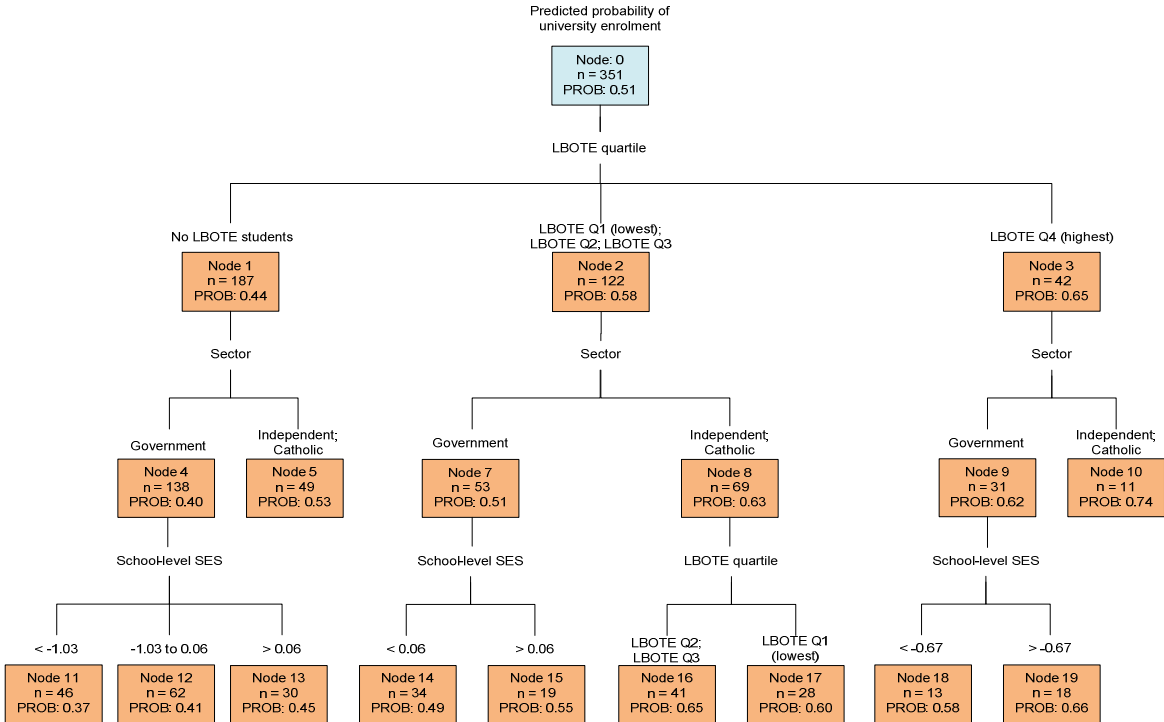 Predicted probability of
university enrolment
Node: 0
n = 351
PROB: 0.51
LBOTE quartile
No LBOTE students
LBOTE Q1 (lowest);
LBOTE Q2; LBOTE Q3
LBOTE Q4 (highest)
Node 1
n = 187
PROB: 0.44
Node 2
n = 122
PROB: 0.58
Node 3
n = 42
PROB: 0.65
Sector
Sector
Sector
Government
Independent;
Catholic
Government
Independent;
Catholic
Government
Independent;
Catholic
Node 4
n = 138
PROB: 0.40
Node 5
n = 49
PROB: 0.53
Node 7
n = 53
PROB: 0.51
Node 8
n = 69
PROB: 0.63
Node 9
n = 31
PROB: 0.62
Node 10
n = 11
PROB: 0.74
School-level SES
School-level SES
LBOTE quartile
School-level SES
< -1.03
-1.03 to 0.06
> 0.06
< 0.06
> 0.06
LBOTE Q2;
LBOTE Q3
LBOTE Q1
(lowest)
< -0.67
> -0.67
Node 11
n = 46
PROB: 0.37
Node 12
n = 62
PROB: 0.41
Node 13
n = 30
PROB: 0.45
Node 14
n = 34
PROB: 0.49
Node 15
n = 19
PROB: 0.55
Node 16
n = 41
PROB: 0.65
Node 17
n = 28
PROB: 0.60
Node 18
n = 13
PROB: 0.58
Node 19
n = 18
PROB: 0.66